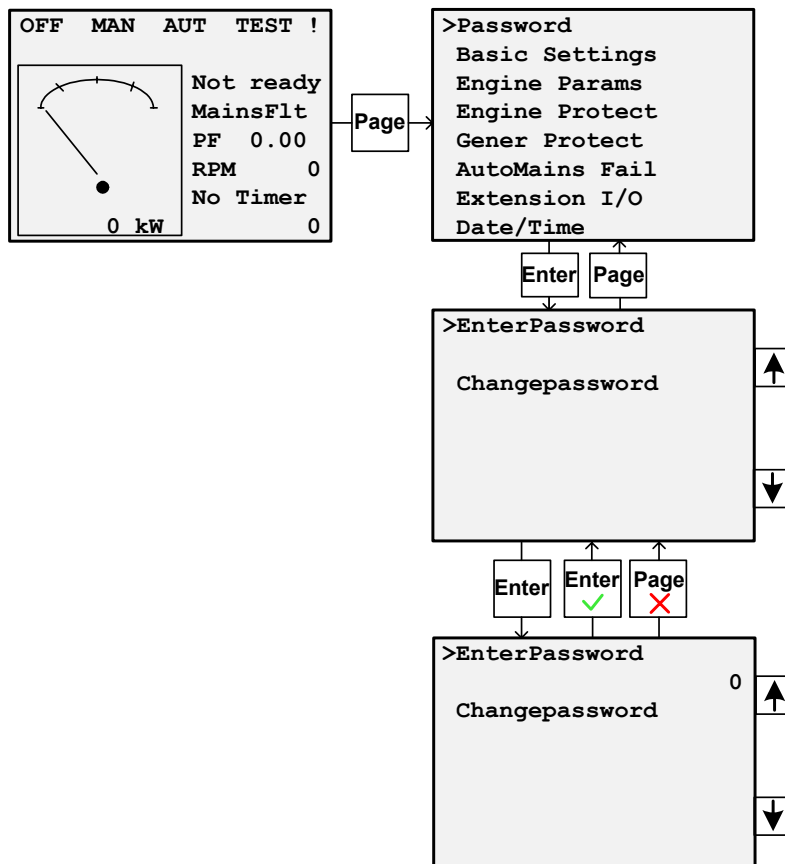 OFF MAN AUT TEST !
Not ready
MainsFlt
PF 0.00
RPM 0
No Timer
0 kW 0
Page
>Password
Basic Settings
Engine Params
Engine Protect
Gener Protect
AutoMains Fail
Extension I/O
Date/Time
Enter Page
>EnterPassword
Changepassword
Enter Enter Page
>EnterPassword
0
Changepassword